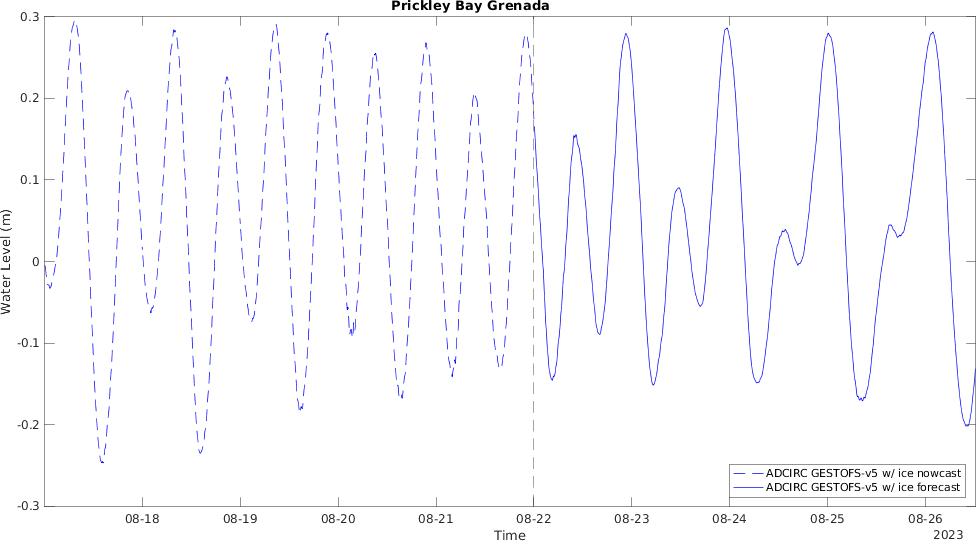 Prickley Bay Grenada
0.3
0.2
0.1
0
-0.1
-0.2
-0.3
Water Level (m)
ADCIRC GESTOFS-v5 w/ ice nowcast
ADCIRC GESTOFS-v5 w/ ice forecast
08-18 08-19 08-20 08-21 08-22 08-23 08-24 08-25 08-26
Time
2023